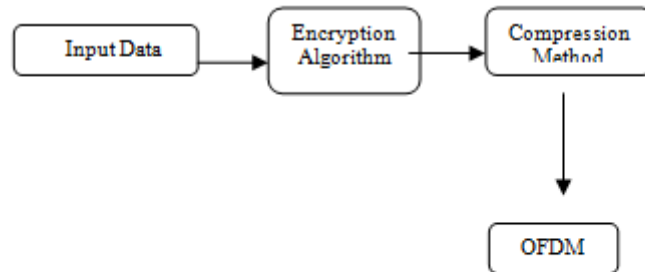 Input Data
Encryption
Algorithm
Compression
Method
OFDM